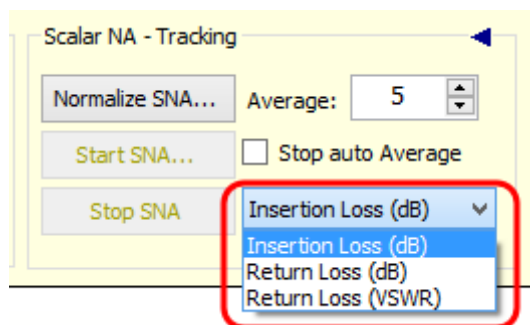 Scalar NA - Tracking
Normalize SNA... Average: 5
Start SNA... Stop auto Average
Stop SNA Insertion Loss (dB)
Insertion Loss (dB)
Return Loss (dB)
Return Loss (VSWR)